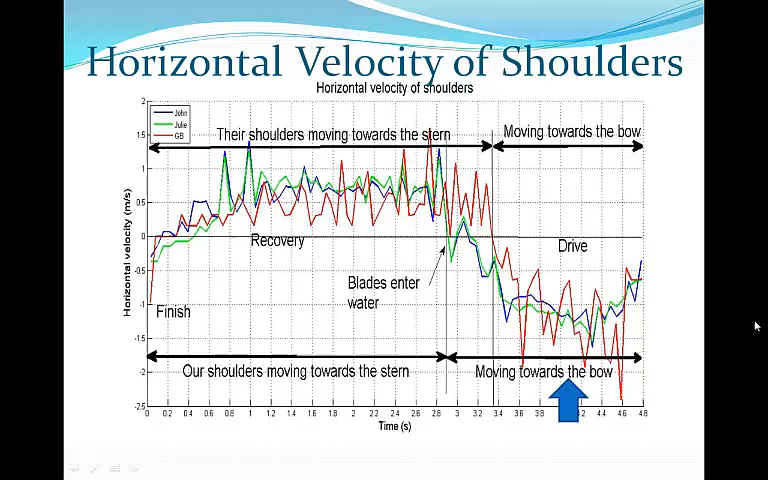 Horizontal Velocity of Shoulders
Horizontal velocity of shoulders
John
Julie
GB
Their shoulders moving towards the stern
Moving towards the bow
Horizontal velocity (m/s)
2
1.5
1
0.5
0
-0.5
-1
-1.5
-2
-2.5
Recovery
Drive
Blades enter
water
Finish
Our shoulders moving towards the stern
Moving towards the bow
0 0.2 0.4 0.6 0.8 1 1.2 1.4 1.6 1.8 2 2.2 2.4 2.6 2.8 3 3.2 3.4 3.6 3.8 4.4 4.6 4.8
Time (s)